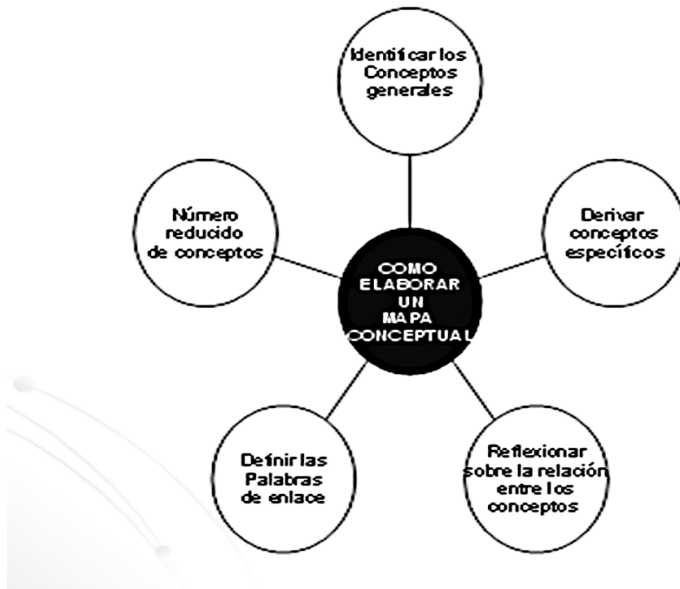 Identificar los
Conceptos
generales
Número
reducido
de conceptos
Derivar
conceptos
específicos
COMO
ELABORAR
UN
MAPA
CONCEPTUAL
Definir las
Palabras
de enlace
Reflexionar
sobre la relación
entre los
conceptos